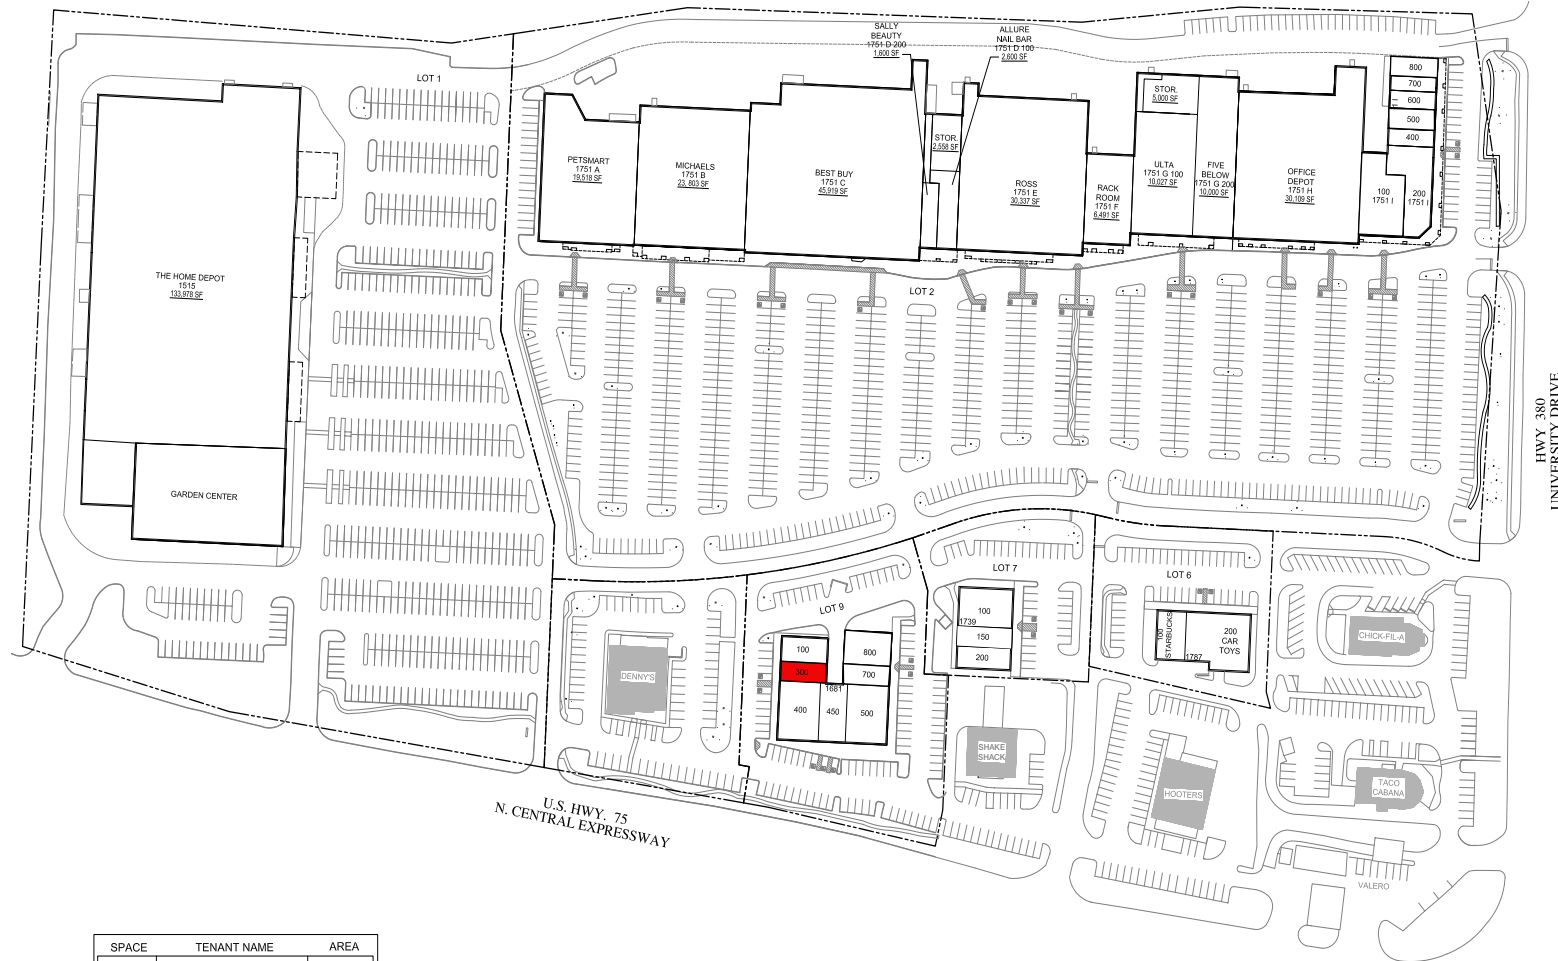 SALLY
BEAUTY
1751 D 200
1,600 SF
ALLURE
NAIL BAR
1751 D 100
2,600 SF
LOT 1
800
700
600
500
400
STOR.
5,000 SF
STOR.
2,558 SF
PETSMART
1751 A
19,518 SF
MICHAELS
1751 B
23, 803 SF
BEST BUY
1751 C
45,919 SF
ROSS
1751 E
30,337 SF
RACK
ROOM
1751 F
6,491 SF
ULTA
1751 G 100
10,027 SF
FIVE
BELOW
1751 G 200
10,000 SF
OFFICE
DEPOT
1751 H
30,109 SF
100
1751 I
200
1751 I
THE HOME DEPOT
1515
133,978 SF
LOT 2
HWY 380
UNIVERSITY DRIVE
GARDEN CENTER
LOT 9
LOT 7
LOT 6
100
1739
150
200
100
STARBUCKS
1787
200
CAR
TOYS
CHICK-FIL-A
DENNY'S
100
300
800
700
1681
400
450
500
SHAKE
SHACK
HOOTERS
TACO
CABANA
VALERO
U.S. HWY. 75
N. CENTRAL EXPRESSWAY
SPACE TENANT NAME AREA